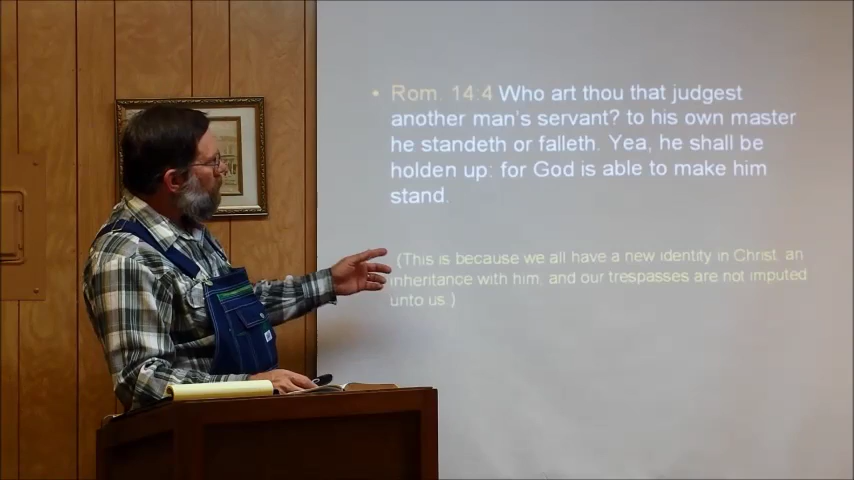 • Rom. 14:4 Who art thou that judgest
another man's servant? to his own master
he standeth or falleth. Yea, he shall be
holden up: for God is able to make him
stand.
(This is because we all have a new identity in Christ, an
inheritance with him, and our trespasses are not imputed
unto us.)